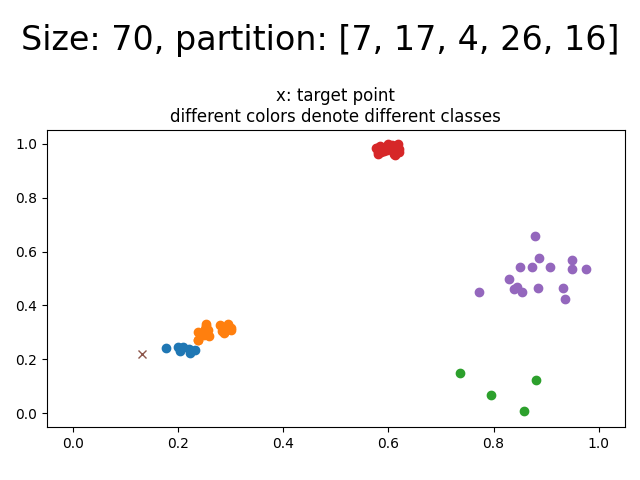 Size: 70, partition: [7, 17, 4, 26, 16]
x: target point
different colors denote different classes
1.0
0.8
0.6
0.4
0.2
0.0
0.0 0.2 0.4 0.6 0.8 1.0